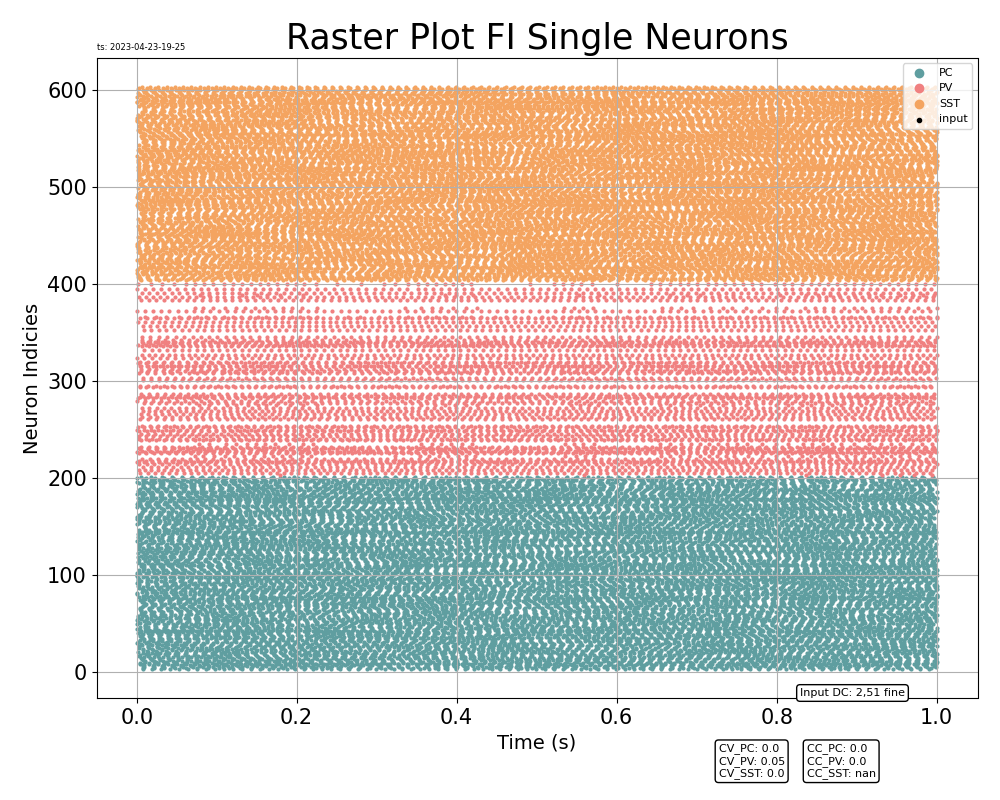 Raster Plot FI Single Neurons
ts: 2023-04-23-19-25
PC
PV
SST
input
600
500
400
300
200
100
0
Neuron Indicies
0.0 0.2 0.4 0.6 0.8 1.0
Time (s)
Input DC: 2,51 fine
CV_PC: 0.0
CV_PV: 0.05
CV_SST: 0.0
CC_PC: 0.0
CC_PV: 0.0
CC_SST: nan